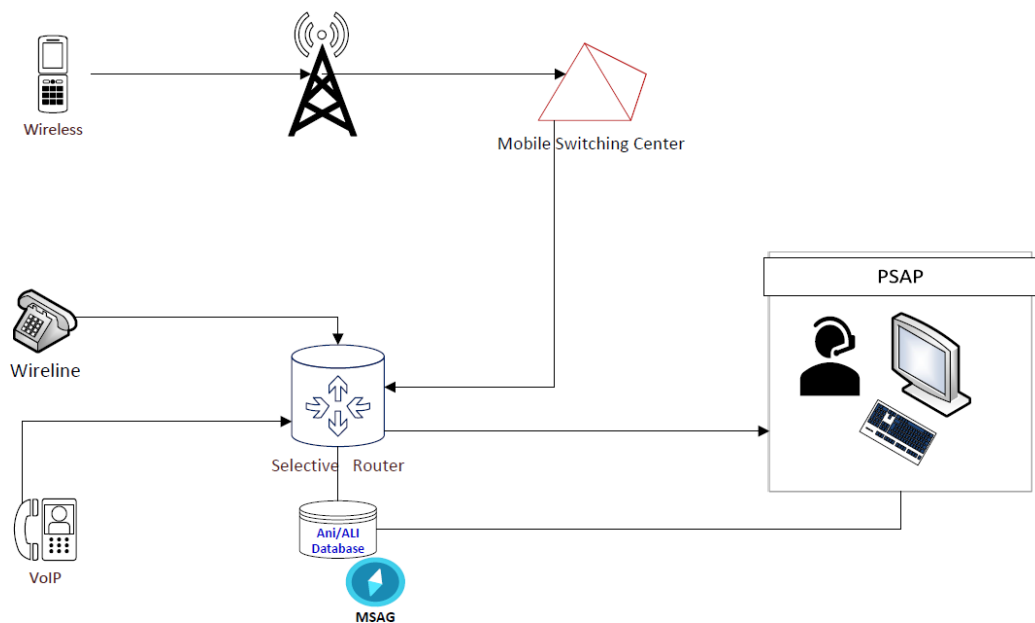 Wireless
Mobile Switching Center
PSAP
Wireline
Selective Router
Ani/ALI
Database
VoIP
MSAG